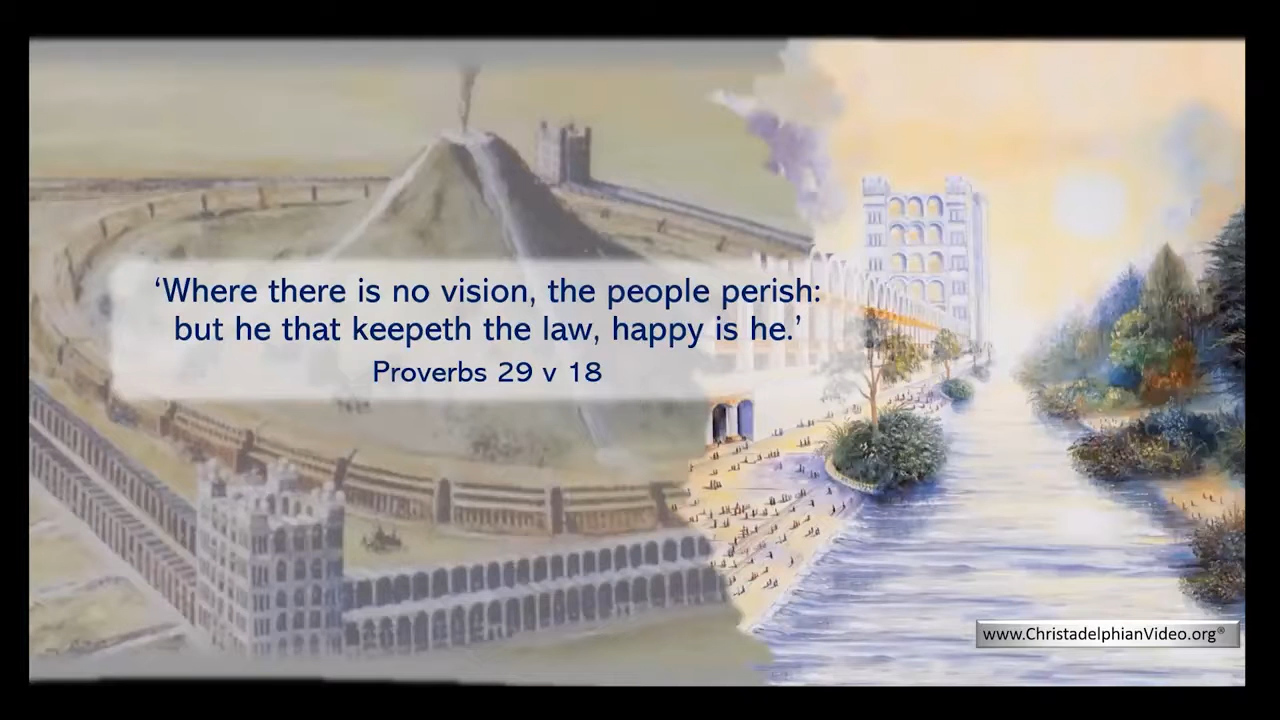 ‘Where there is no vision, the people perish:
but he that keepeth the law, happy is he.’
Proverbs 29 v 18
www.ChristadelphianVideo.org®